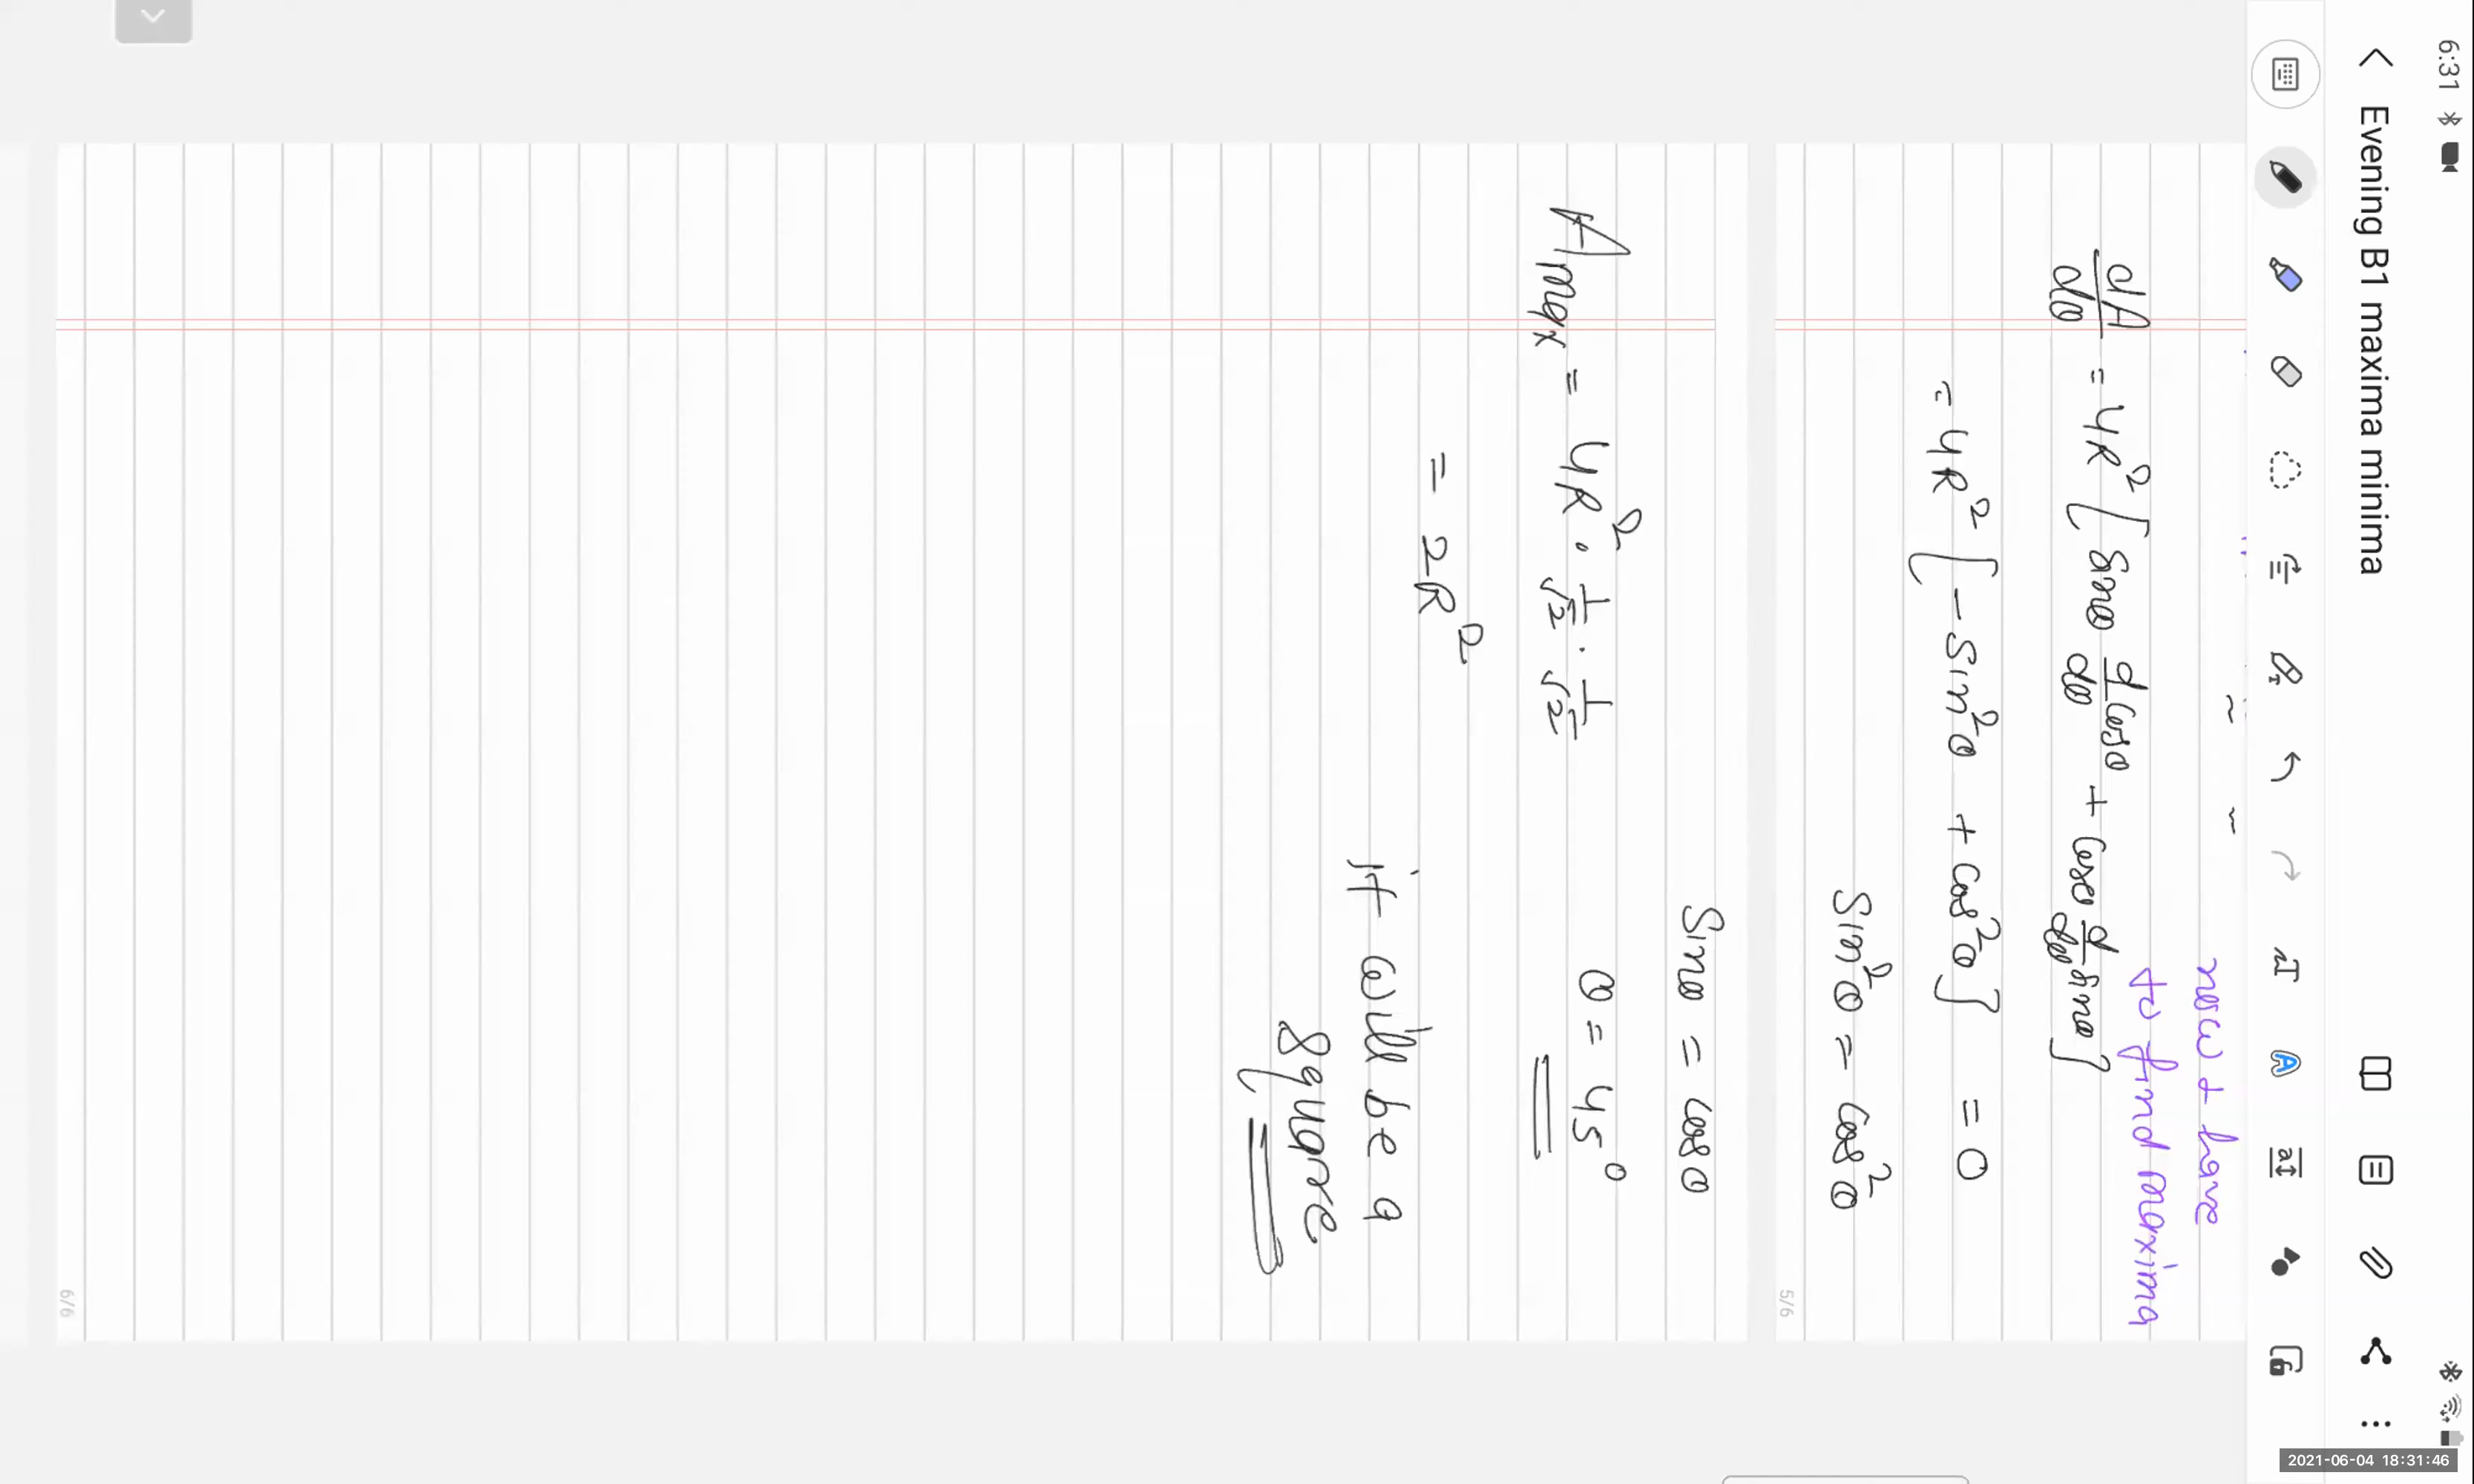 6:31
Evening B1 maxima minima
now I have
to find maxima
dA/dθ = 4R² [ sinθ d/dθ cosθ + cosθ d/dθ sinθ ]
= 4R² [ - sin²θ + cos²θ ] = 0
sin²θ = cos²θ
5/6
sinθ = cosθ
θ = 45°
Amax = 4R² · 1/√2 · 1/√2
= 2R²
it will be a
square
6/6
2021-06-04 18:31:46